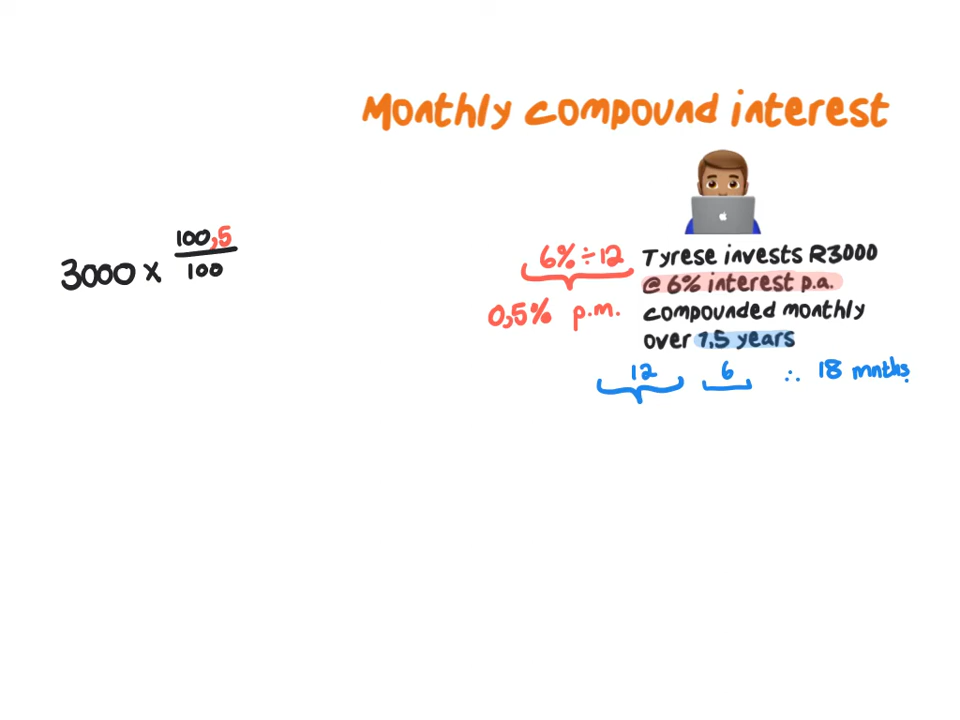 Monthly compound interest
3000 × 100,5
100
6% ÷ 12
0,5% p.m.
Tyrese invests R3000
@ 6% interest p.a.
compounded monthly
over 1,5 years
12 6 ∴ 18 mnths